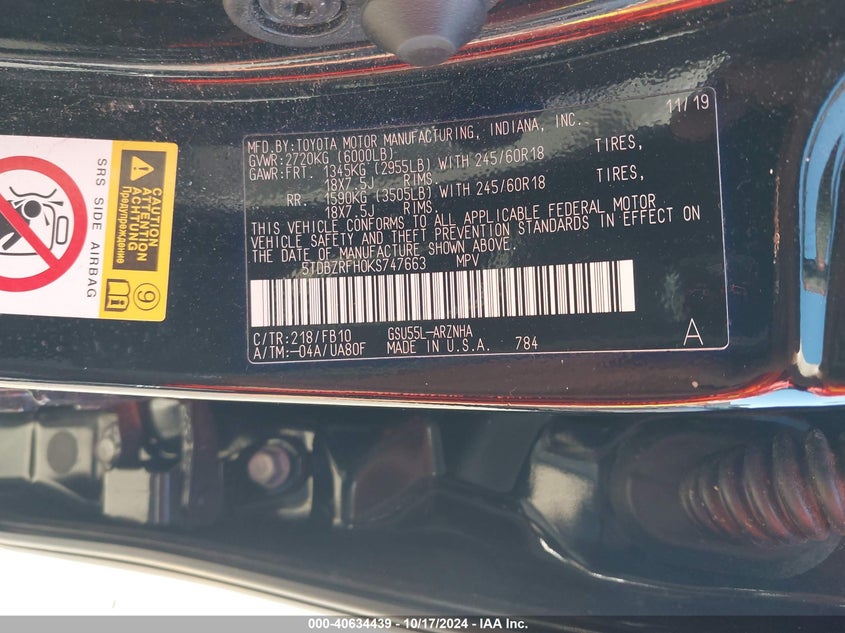 MFD.BY:TOYOTA MOTOR MANUFACTURING, INDIANA, INC. 11/19
GVWR:2720KG (6000LB)
GAWR:FRT. 1345KG (2955LB) WITH 245/60R18 TIRES,
18X7.5J RIMS
RR. 1590KG (3505LB) WITH 245/60R18 TIRES,
18X7.5J RIMS
THIS VEHICLE CONFORMS TO ALL APPLICABLE FEDERAL MOTOR
VEHICLE SAFETY AND THEFT PREVENTION STANDARDS IN EFFECT ON
THE DATE OF MANUFACTURE SHOWN ABOVE.
5TDBZRFH0KS747663 MPV
C/TR:218/FB10 GSU55L-ARZNHA
A/TM:-04A/UA80F MADE IN U.S.A. 784
A
SRS SIDE AIRBAG
CAUTION
ATTENTION
ACHTUNG
Предупреждение
9
000-40634439 - 10/17/2024 - IAA Inc.